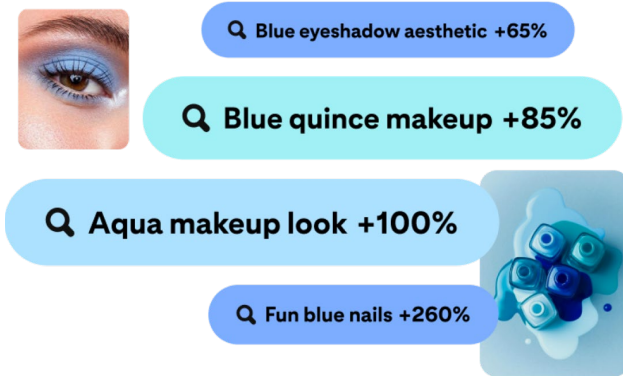 Blue eyeshadow aesthetic +65%
Blue quince makeup +85%
Aqua makeup look +100%
Fun blue nails +260%